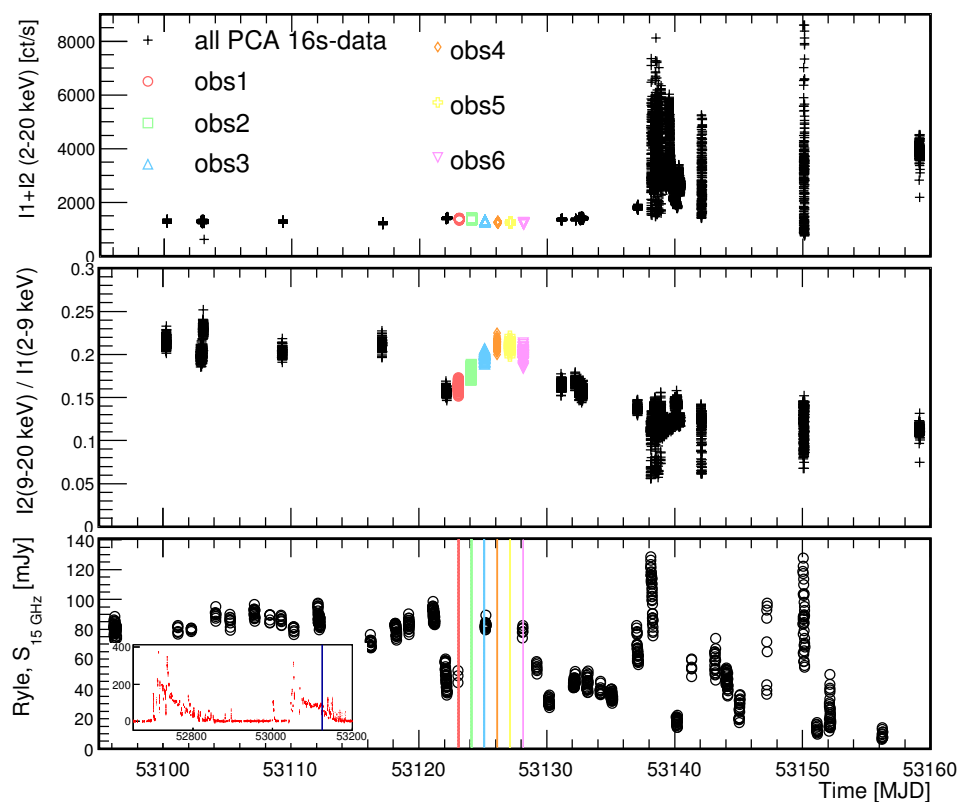 I1+I2 (2-20 keV) [ct/s]
8000
6000
4000
2000
0
all PCA 16s-data
obs1
obs2
obs3
obs4
obs5
obs6
I2(9-20 keV) / I1(2-9 keV)
0.3
0.25
0.2
0.15
0.1
0.05
0
Ryle, S15 GHz [mJy]
140
120
100
80
60
40
20
0
400
200
0
52800 53000 53200
53100 53110 53120 53130 53140 53150 53160
Time [MJD]